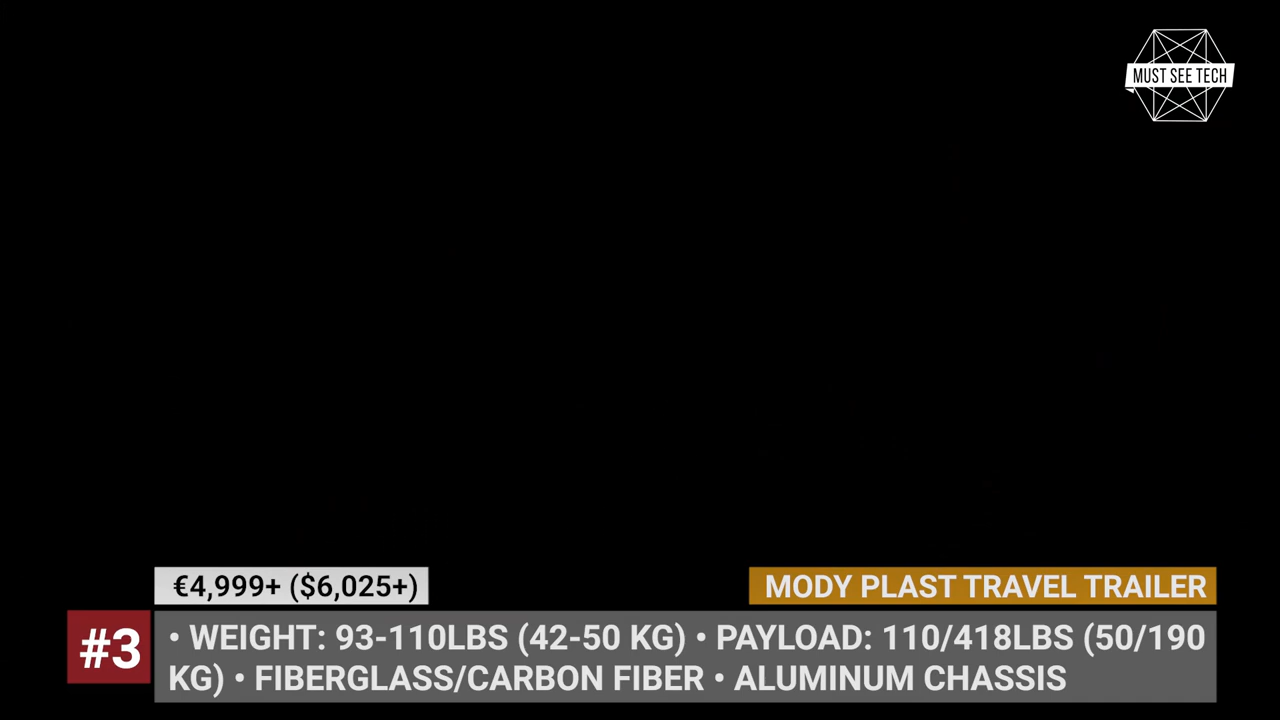 MUST SEE TECH
€4,999+ ($6,025+)
MODY PLAST TRAVEL TRAILER
#3
• WEIGHT: 93-110LBS (42-50 KG) • PAYLOAD: 110/418LBS (50/190
KG) • FIBERGLASS/CARBON FIBER • ALUMINUM CHASSIS